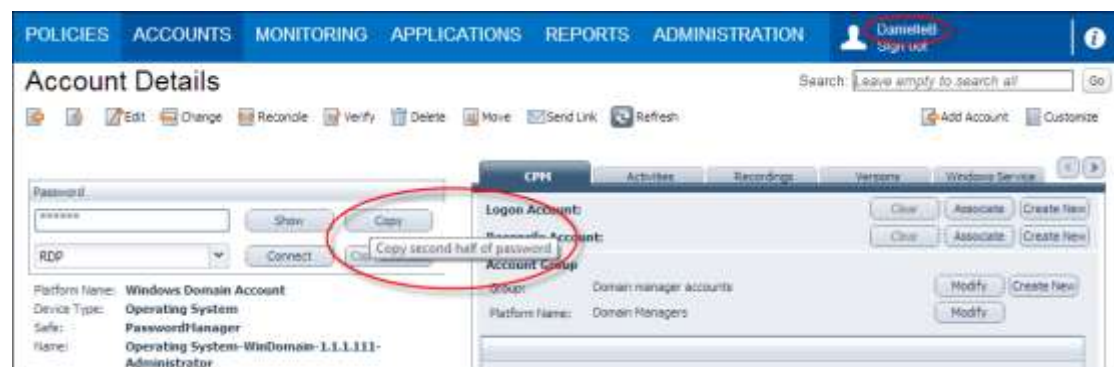 POLICIES ACCOUNTS MONITORING APPLICATIONS REPORTS ADMINISTRATION DanielleB
Sign out
Account Details Search: Leave empty to search all Go
Edit Change Reconcile Verify Delete Move Send Link Refresh Add Account Customize
CPM Activities Recordings Versions Windows Service
Password
****** Show Copy
Logon Account: Clear Associate Create New
Copy second half of password
Reconcile Account: Clear Associate Create New
RDP Connect
Account Group
Group: Domain manager accounts Modify Create New
Platform Name: Domain Managers Modify
Platform Name: Windows Domain Account
Device Type: Operating System
Safe: PasswordManager
Name: Operating System-WinDomain-1.1.1.111-
Administrator